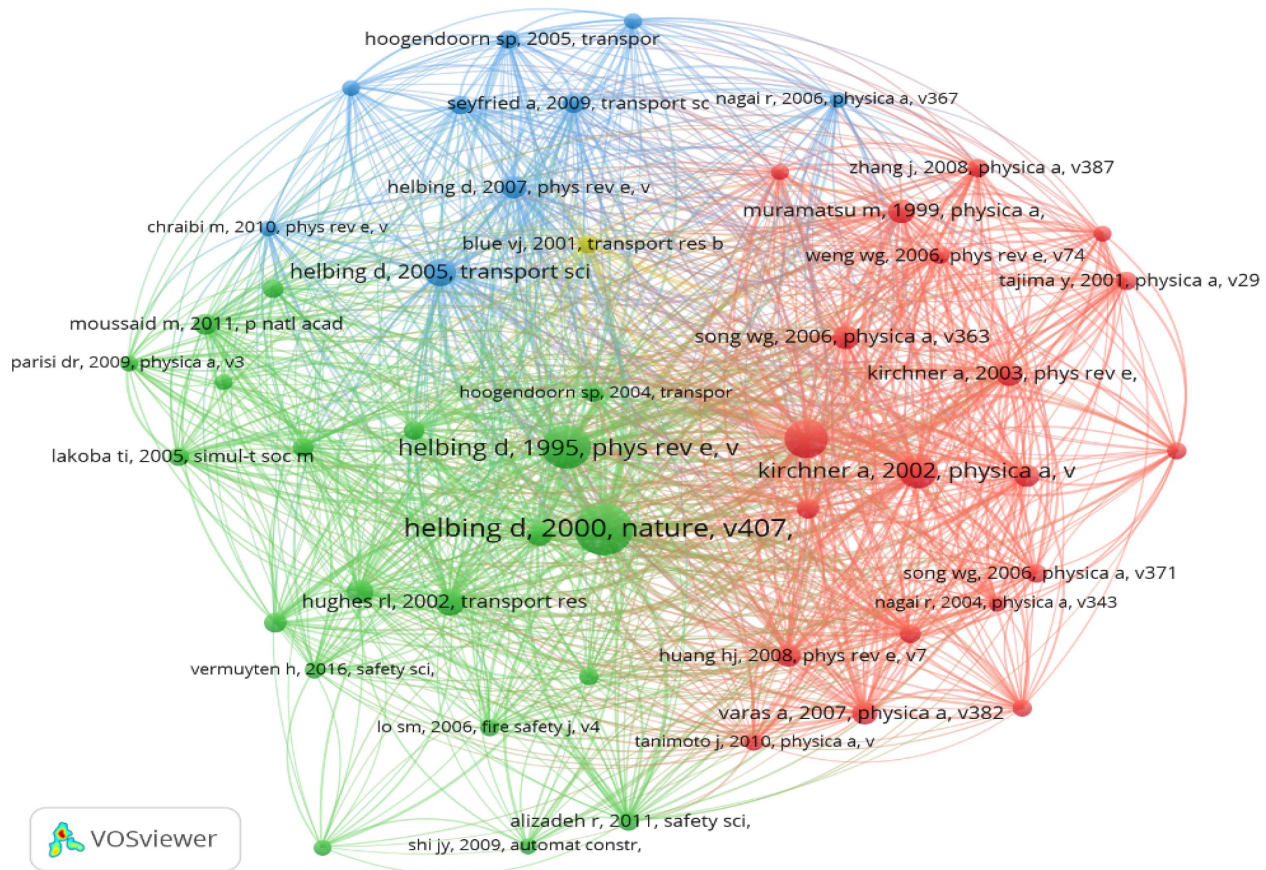 hoogendoorn sp, 2005, transpor
seyfried a, 2009, transport sc
nagai r, 2006, physica a, v367
zhang j, 2008, physica a, v387
helbing d, 2007, phys rev e, v
muramatsu m, 1999, physica a,
chraibi m, 2010, phys rev e, v
blue vj, 2001, transport res b
weng wg, 2006, phys rev e, v74
helbing d, 2005, transport sci
tajima y, 2001, physica a, v29
moussaid m, 2011, p natl acad
song wg, 2006, physica a, v363
parisi dr, 2009, physica a, v3
kirchner a, 2003, phys rev e,
hoogendoorn sp, 2004, transpor
helbing d, 1995, phys rev e, v
lakoba ti, 2005, simul-t soc m
kirchner a, 2002, physica a, v
helbing d, 2000, nature, v407,
song wg, 2006, physica a, v371
hughes rl, 2002, transport res
nagai r, 2004, physica a, v343
huang hj, 2008, phys rev e, v7
vermuyten h, 2016, safety sci,
varas a, 2007, physica a, v382
lo sm, 2006, fire safety j, v4
tanimoto j, 2010, physica a, v
alizadeh r, 2011, safety sci,
shi jy, 2009, automat constr,
VOSviewer